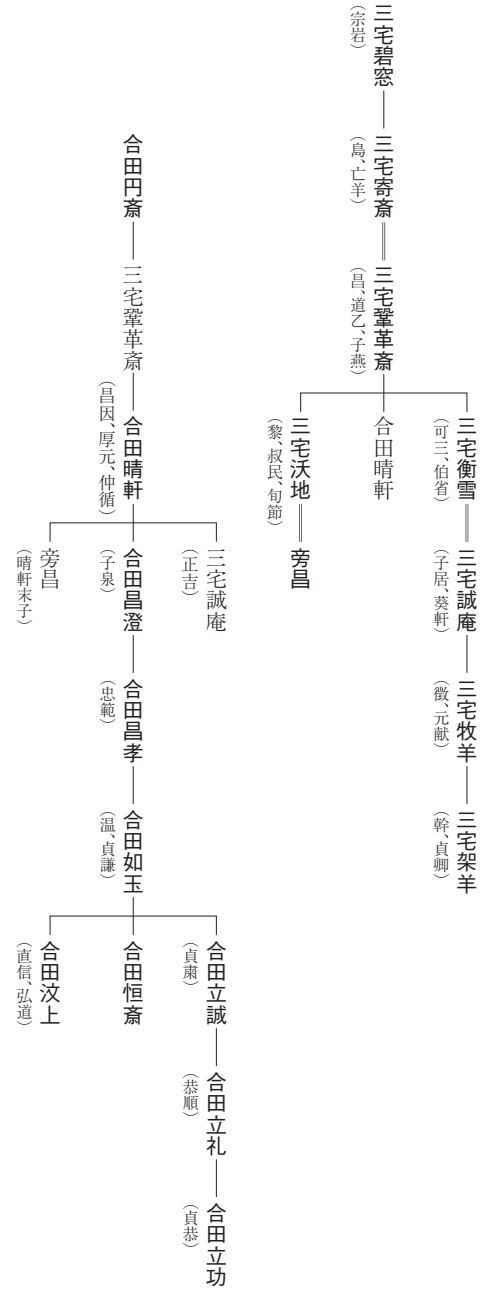 三宅碧窓
（宗岩）
三宅寄斎
（島、亡羊）
三宅鞏革斎
（昌、道乙、子燕）
三宅衡雪
（可三、伯省）
三宅誠庵
（子居、葵軒）
三宅牧羊
（徴、元献）
三宅架羊
（幹、貞卿）
合田晴軒
三宅沃地
（黎、叔民、旬節）
旁昌
合田円斎
三宅鞏革斎
合田晴軒
（昌因、厚元、仲循）
三宅誠庵
（正吉）
合田昌澄
（子泉）
合田昌孝
（忠範）
合田如玉
（温、貞謙）
合田立誠
（貞粛）
合田立礼
（恭順）
合田立功
（貞恭）
合田恒斎
合田汶上
（直信、弘道）
旁昌
（晴軒末子）